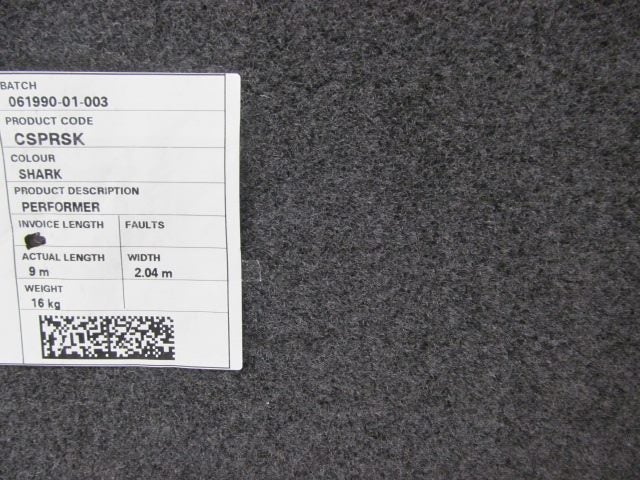 BATCH
061990-01-003
PRODUCT CODE
CSPRSK
COLOUR
SHARK
PRODUCT DESCRIPTION
PERFORMER
INVOICE LENGTH FAULTS
ACTUAL LENGTH WIDTH
9 m 2.04 m
WEIGHT
16 kg